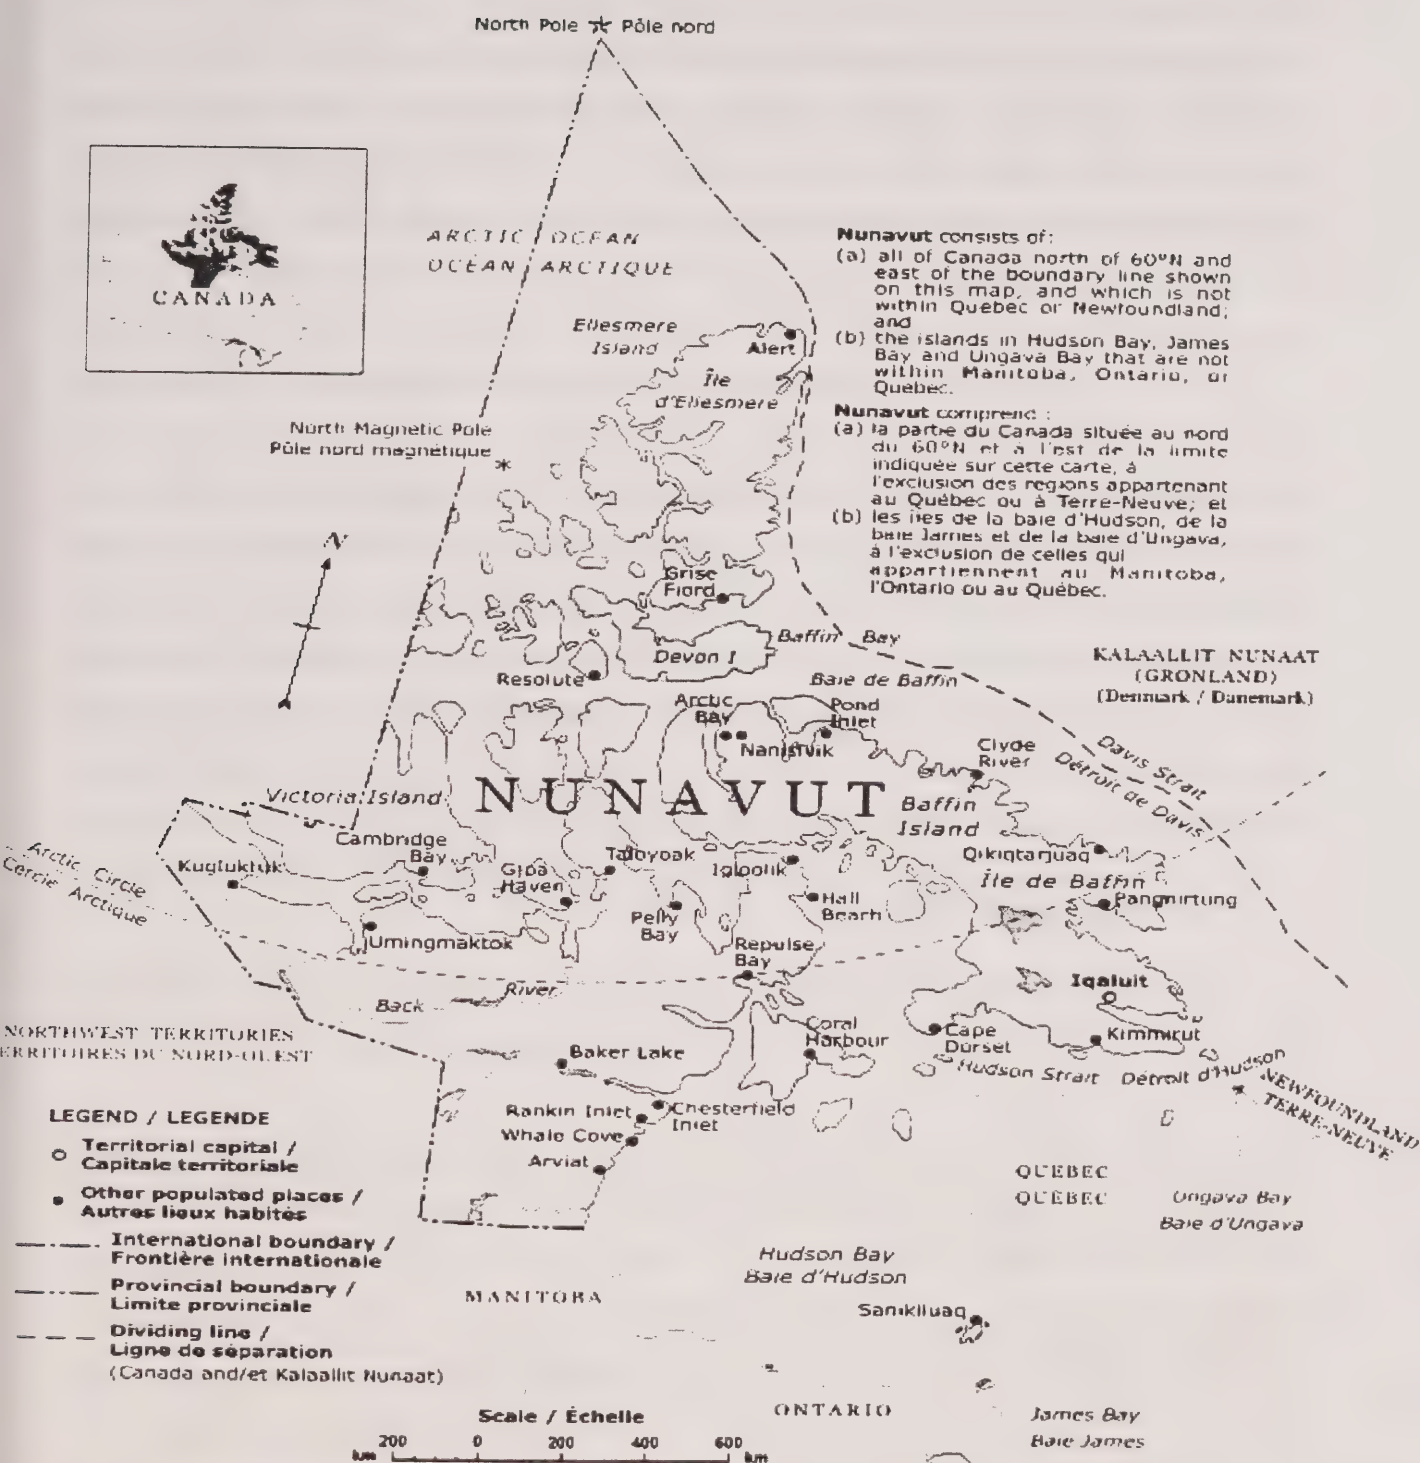 North Pole Pôle nord
CANADA
ARCTIC OCEAN
OCÉAN ARCTIQUE
Nunavut consists of:
(a) all of Canada north of 60°N and
east of the boundary line shown
on this map, and which is not
within Quebec or Newfoundland;
and
(b) the islands in Hudson Bay, James
Bay and Ungava Bay that are not
within Manitoba, Ontario, or
Quebec.
Nunavut comprend :
(a) la partie du Canada située au nord
du 60°N et à l'est de la limite
indiquée sur cette carte, à
l'exclusion des regions appartenant
au Québec ou à Terre-Neuve; et
(b) les îles de la baie d'Hudson, de la
baie James et de la baie d'Ungava,
à l'exclusion de celles qui
appartiennent au Manitoba,
l'Ontario ou au Québec.
Ellesmere
Island
Alert
Île
d'Ellesmere
North Magnetic Pole
Pôle nord magnétique
N
Grise
Fiord
Baffin Bay
Devon I
Baie de Baffin
KALAALLIT NUNAAT
(GRONLAND)
(Denmark / Danemark)
Resolute
Arctic
Bay
Pond
Inlet
Nanisivik
Clyde
River
Davis Strait
Détroit de Davis
Victoria Island
NUNAVUT
Baffin
Island
Arctic Circle
Cercle Arctique
Kugluktuk
Cambridge
Bay
Gjoa
Haven
Taloyoak
Igloolik
Qikiqtarjuaq
Île de Baffin
Pangnirtung
Hall
Beach
Pelly
Bay
Umingmaktok
Repulse
Bay
Iqaluit
Back River
NORTHWEST TERRITORIES
TERRITOIRES DU NORD-OUEST
Baker Lake
Coral
Harbour
Cape
Dorset
Kimmirut
Hudson Strait Détroit d'Hudson
NEWFOUNDLAND
TERRE-NEUVE
Rankin Inlet
Chesterfield
Inlet
Whale Cove
Arviat
LEGEND / LEGENDE
Territorial capital /
Capitale territoriale
Other populated places /
Autres lieux habités
International boundary /
Frontière internationale
Provincial boundary /
Limite provinciale
Dividing line /
Ligne de séparation
(Canada and/et Kalaallit Nunaat)
QUEBEC
QUÉBEC
Ungava Bay
Baie d'Ungava
Hudson Bay
Baie d'Hudson
MANITOBA
Sanikiluaq
ONTARIO
James Bay
Baie James
Scale / Échelle
200 0 200 400 600
km km